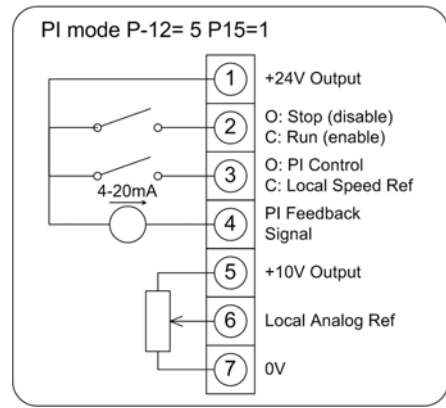 PI mode P-12= 5 P15=1
1 +24V Output
2 O: Stop (disable)
C: Run (enable)
3 O: PI Control
C: Local Speed Ref
4-20mA
4 PI Feedback
Signal
5 +10V Output
6 Local Analog Ref
7 0V